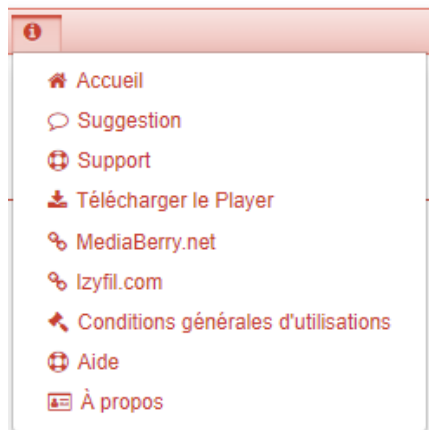 Accueil
Suggestion
Support
Télécharger le Player
MediaBerry.net
Izyfil.com
Conditions générales d'utilisations
Aide
À propos